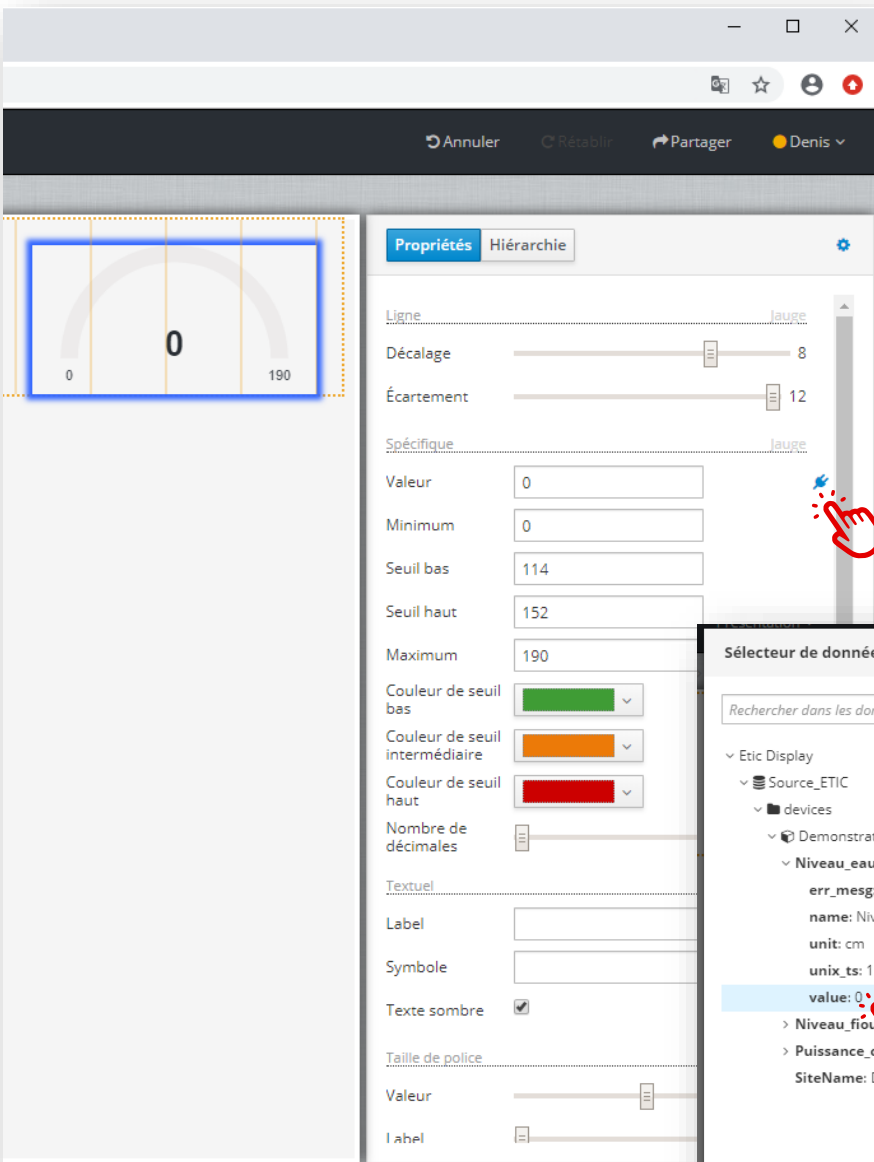 Annuler Rétablir Partager Denis
0
0 190
Propriétés Hiérarchie
Ligne Jauge
Décalage 8
Écartement 12
Spécifique Jauge
Valeur 0
Minimum 0
Seuil bas 114
Seuil haut 152
Maximum 190
Couleur de seuil
bas
Couleur de seuil
intermédiaire
Couleur de seuil
haut
Nombre de
décimales
Textuel
Label
Symbole
Texte sombre
Taille de police
Valeur
Label
Sélecteur de donnée
Rechercher dans les don
Etic Display
Source_ETIC
devices
Demonstrat
Niveau_eau
err_mesg:
name: Niv
unit: cm
unix_ts: 1
value: 0
Niveau_fiou
Puissance_
SiteName: